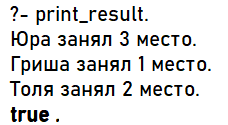 ?- print_result.
Юра занял 3 место.
Гриша занял 1 место.
Толя занял 2 место.
true .